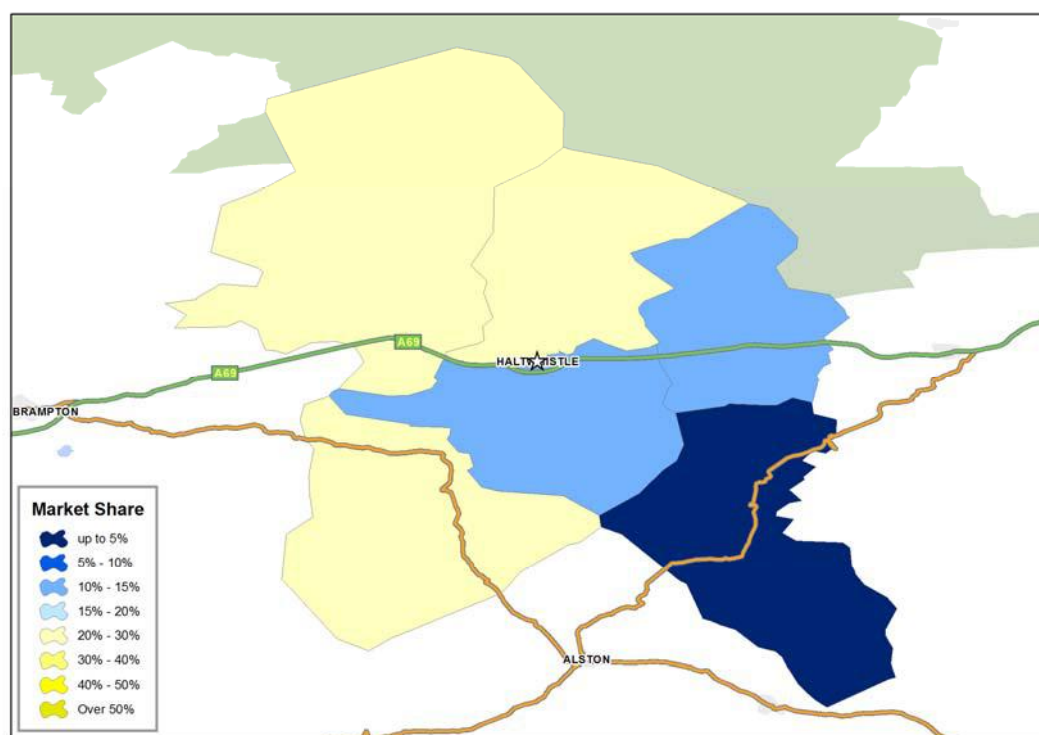 A69
A69
HALTWHISTLE
BRAMPTON
ALSTON
Market Share
up to 5%
5% - 10%
10% - 15%
15% - 20%
20% - 30%
30% - 40%
40% - 50%
Over 50%